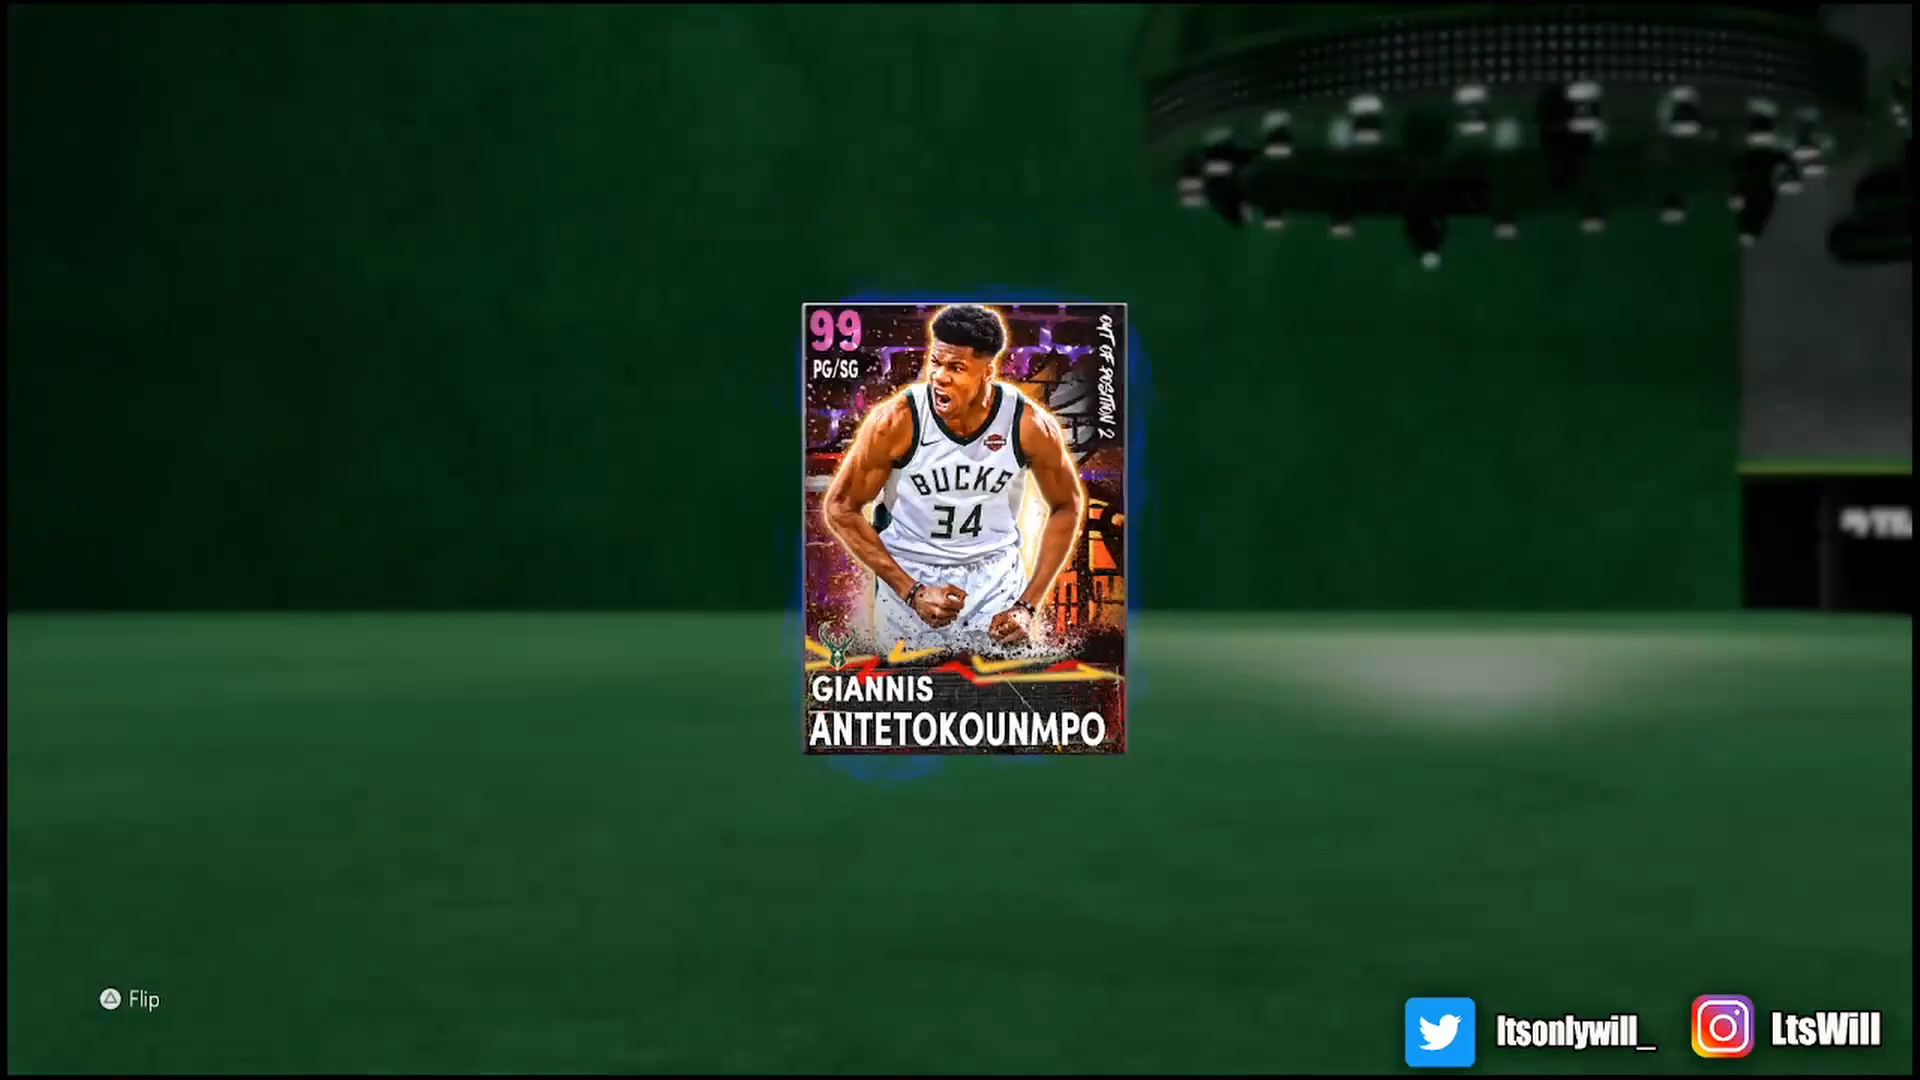 99
PG/SG
OUT OF POSITION 2
BUCKS
34
GIANNIS
ANTETOKOUNMPO
Flip
Itsonlywill_
LtsWill